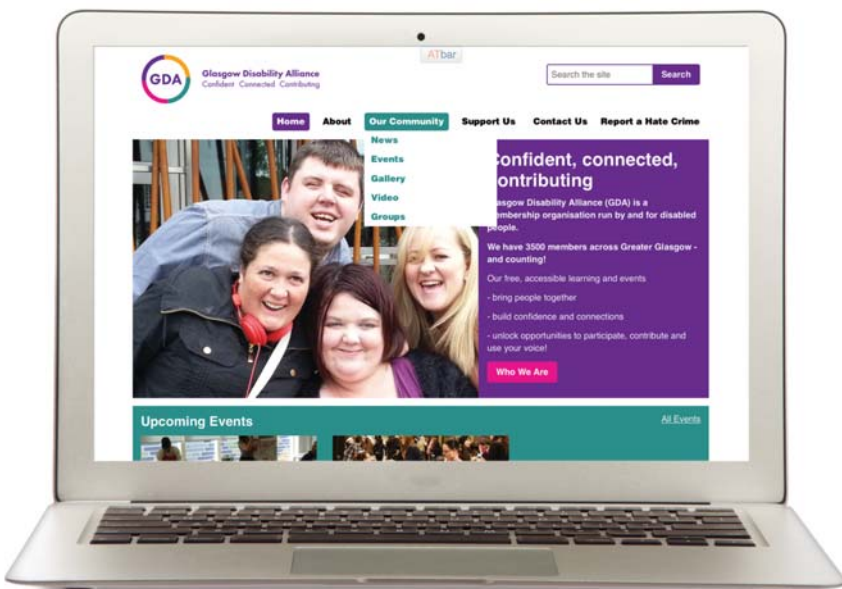 ATbar
GDA
Glasgow Disability Alliance
Confident Connected Contributing
Search the site
Search
Home
About
Our Community
Support Us
Contact Us
Report a Hate Crime
News
Events
Gallery
Video
Groups
onfident, connected,
ontributing
lasgow Disability Alliance (GDA) is a
embership organisation run by and for disabled
people.
We have 3500 members across Greater Glasgow -
and counting!
Our free, accessible learning and events
- bring people together
- build confidence and connections
- unlock opportunities to participate, contribute and
use your voice!
Who We Are
Upcoming Events
All Events